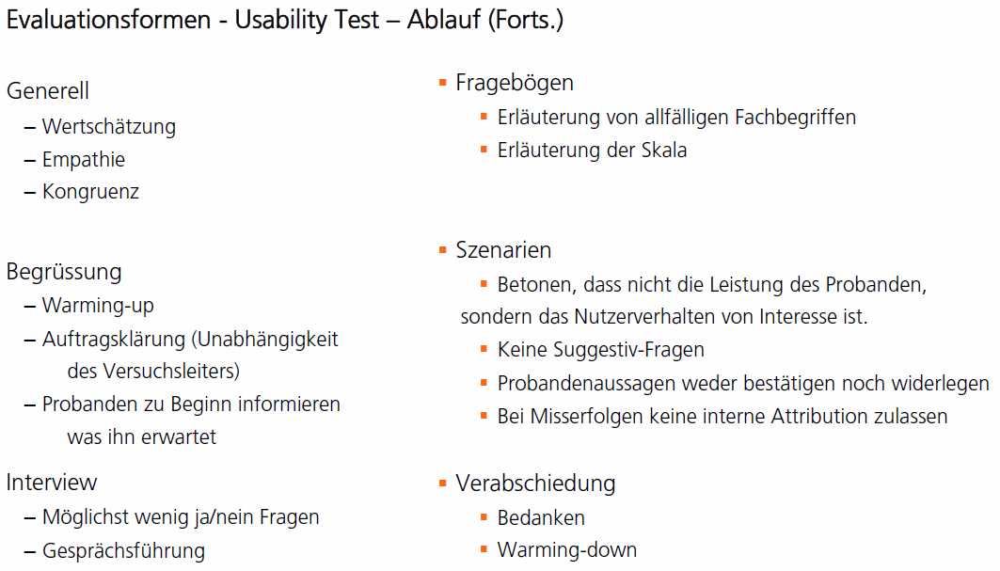 Evaluationsformen - Usability Test – Ablauf (Forts.)
Generell
– Wertschätzung
– Empathie
– Kongruenz
Begrüssung
– Warming-up
– Auftragsklärung (Unabhängigkeit
des Versuchsleiters)
– Probanden zu Beginn informieren
was ihn erwartet
Interview
– Möglichst wenig ja/nein Fragen
– Gesprächsführung
▪ Fragebögen
▪ Erläuterung von allfälligen Fachbegriffen
▪ Erläuterung der Skala
▪ Szenarien
▪ Betonen, dass nicht die Leistung des Probanden,
sondern das Nutzerverhalten von Interesse ist.
▪ Keine Suggestiv-Fragen
▪ Probandenaussagen weder bestätigen noch widerlegen
▪ Bei Misserfolgen keine interne Attribution zulassen
▪ Verabschiedung
▪ Bedanken
▪ Warming-down